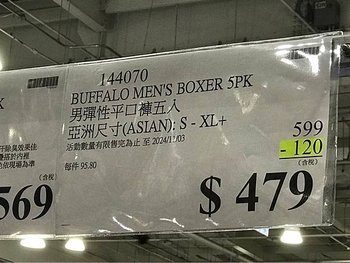 144070
BUFFALO MEN'S BOXER 5PK
男彈性平口褲五入
亞洲尺寸(ASIAN): S - XL+
活動數量有限售完為止 至 2024/11/03
599
-120
(含稅)
每件 95.80
$ 479
K
(含稅)
569